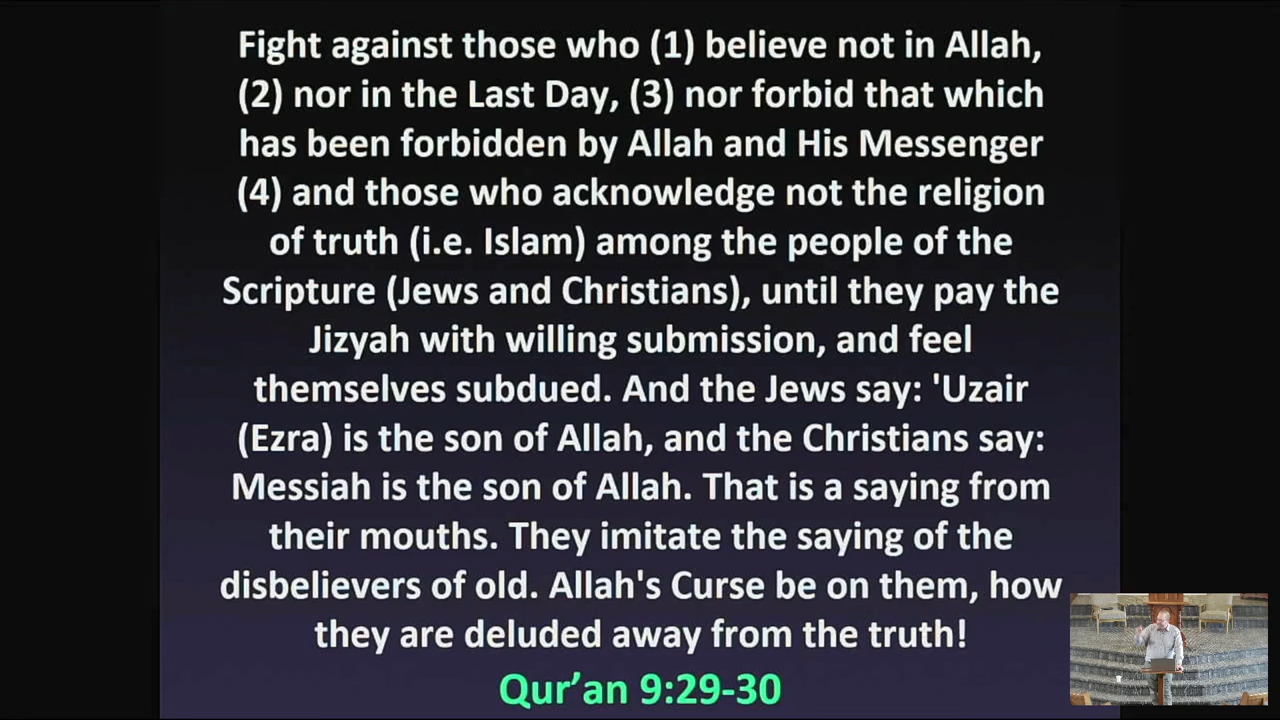 Fight against those who (1) believe not in Allah,
(2) nor in the Last Day, (3) nor forbid that which
has been forbidden by Allah and His Messenger
(4) and those who acknowledge not the religion
of truth (i.e. Islam) among the people of the
Scripture (Jews and Christians), until they pay the
Jizyah with willing submission, and feel
themselves subdued. And the Jews say: 'Uzair
(Ezra) is the son of Allah, and the Christians say:
Messiah is the son of Allah. That is a saying from
their mouths. They imitate the saying of the
disbelievers of old. Allah's Curse be on them, how
they are deluded away from the truth!
Qur’an 9:29-30